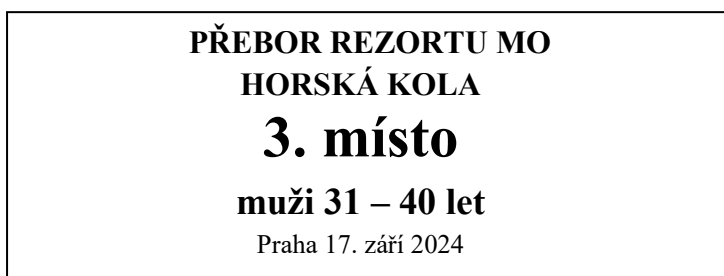 PŘEBOR REZORTU MO
HORSKÁ KOLA
3. místo
muži 31 – 40 let
Praha 17. září 2024